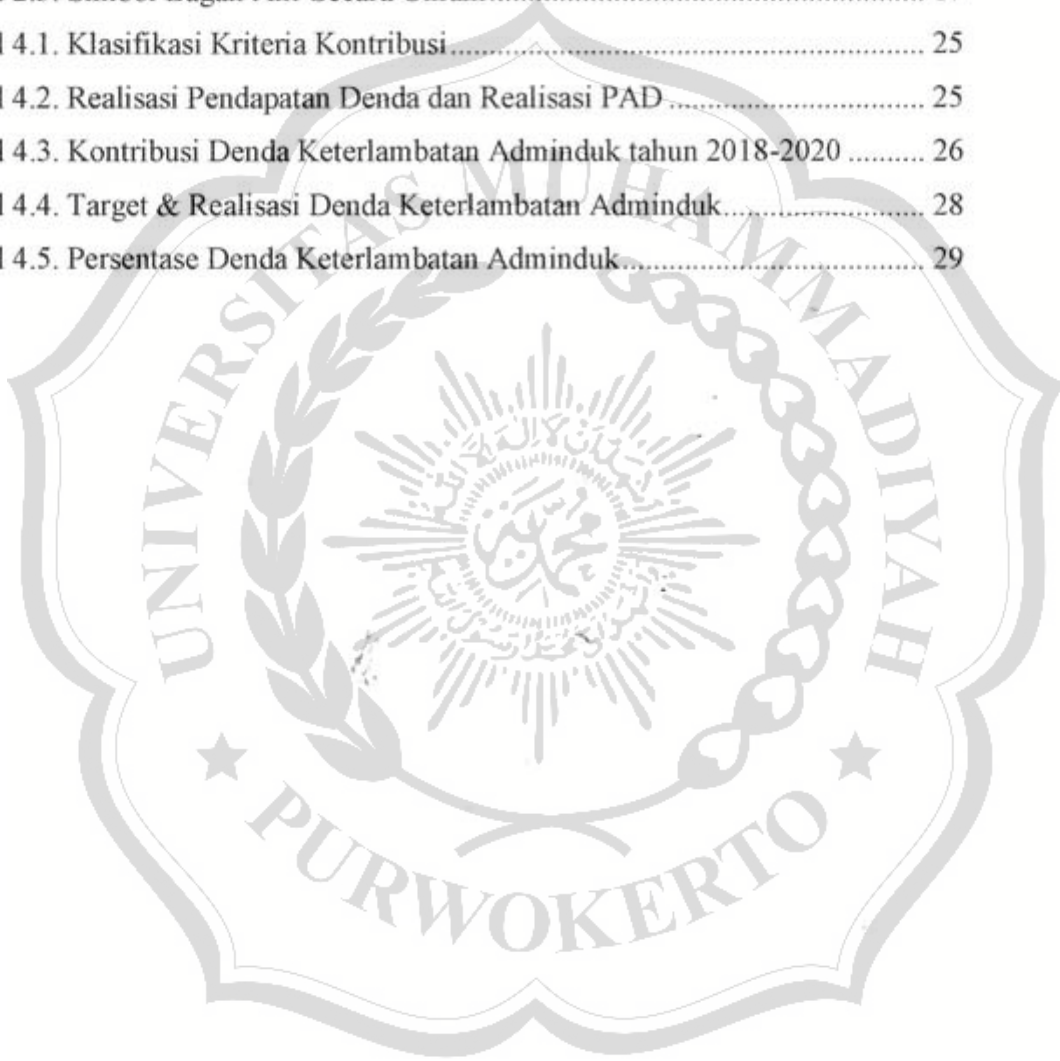 4.1. Klasifikasi Kriteria Kontribusi ........ 25
4.2. Realisasi Pendapatan Denda dan Realisasi PAD ........ 25
4.3. Kontribusi Denda Keterlambatan Adminduk tahun 2018-2020 .......... 26
4.4. Target & Realisasi Denda Keterlambatan Adminduk ........ 28
4.5. Persentase Denda Keterlambatan Adminduk ........ 29
UNIVERSITAS MUHAMMADIYAH
PURWOKERTO